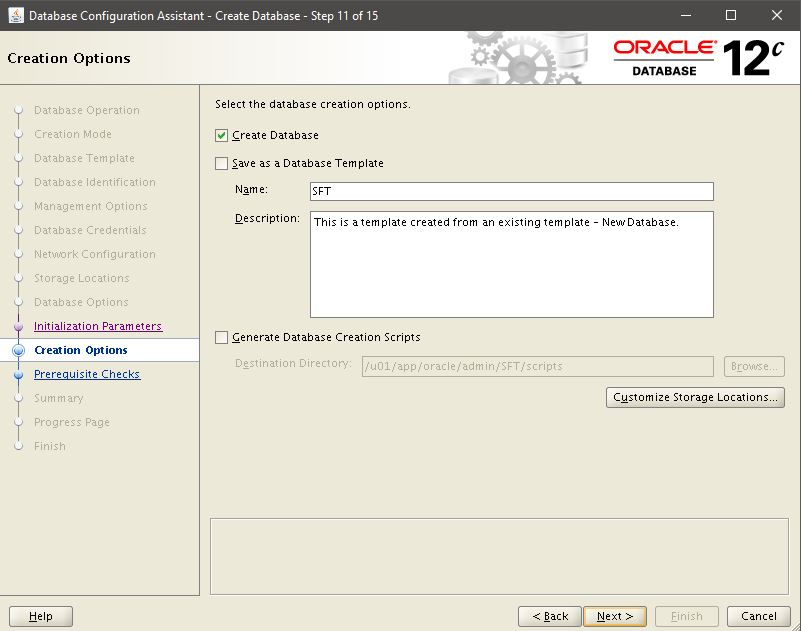 Database Configuration Assistant - Create Database - Step 11 of 15
Creation Options
ORACLE
DATABASE 12c
Database Operation
Creation Mode
Database Template
Database Identification
Management Options
Database Credentials
Network Configuration
Storage Locations
Database Options
Initialization Parameters
Creation Options
Prerequisite Checks
Summary
Progress Page
Finish
Select the database creation options.
Create Database
Save as a Database Template
Name: SFT
Description: This is a template created from an existing template - New Database.
Generate Database Creation Scripts
Destination Directory: /u01/app/oracle/admin/SFT/scripts Browse...
Customize Storage Locations...
Help < Back Next > Finish Cancel